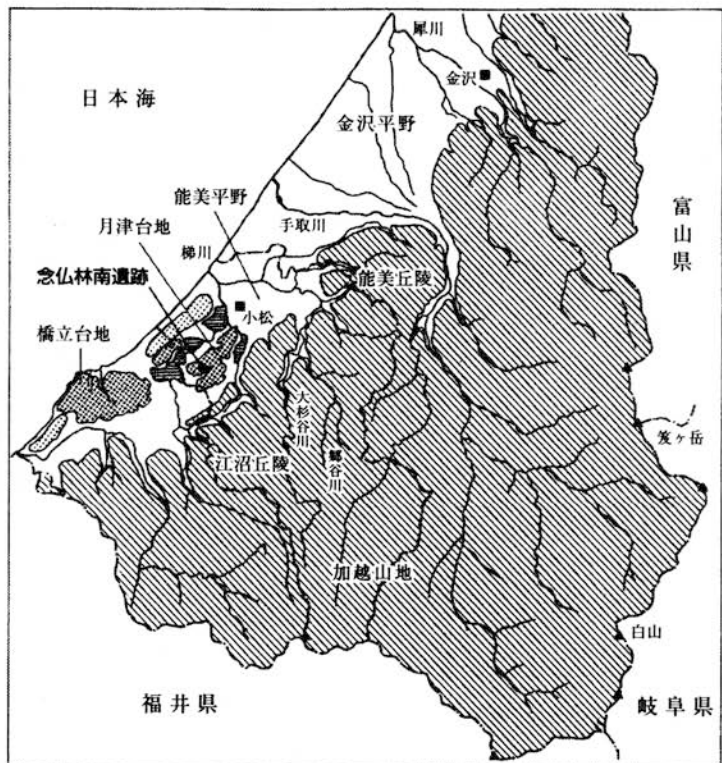 犀川
金沢
日本海
金沢平野
能美平野
月津台地
手取川
富山県
梯川
念仏林南遺跡
能美丘陵
小松
橋立台地
大杉谷川
郷谷川
笈ヶ岳
江沼丘陵
加越山地
白山
福井県
岐阜県